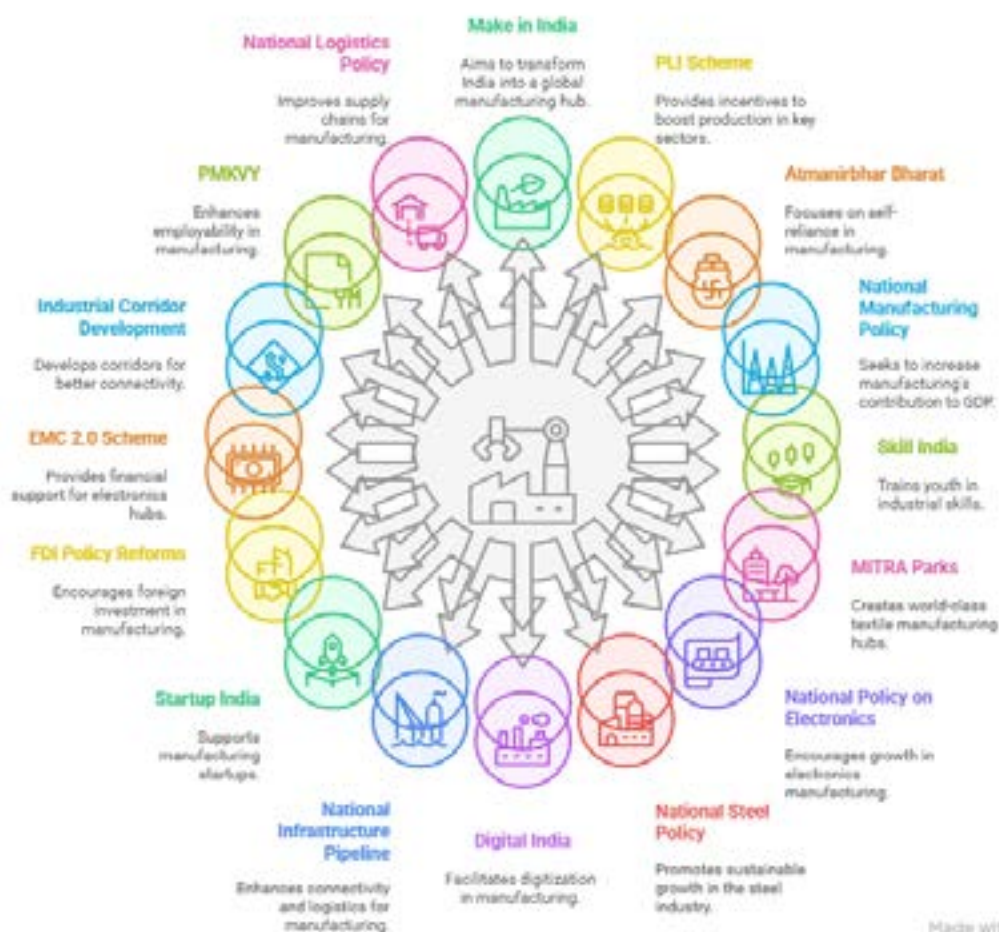 Make in India
Aims to transform
India into a global
manufacturing hub.
PLI Scheme
Provides incentives to
boost production in key
sectors.
Atmanirbhar Bharat
Focuses on self-
reliance in
manufacturing.
National
Manufacturing
Policy
Seeks to increase
manufacturing's
contribution to GDP.
Skill India
Trains youth in
industrial skills.
MITRA Parks
Creates world-class
textile manufacturing
hubs.
National Policy on
Electronics
Encourages growth in
electronics
manufacturing.
National Steel
Policy
Promotes sustainable
growth in the steel
industry.
Digital India
Facilitates digitization
in manufacturing.
National
Infrastructure
Pipeline
Enhances connectivity
and logistics for
manufacturing.
Startup India
Supports
manufacturing
startups.
FDI Policy Reforms
Encourages foreign
investment in
manufacturing.
EMC 2.0 Scheme
Provides financial
support for electronics
hubs.
Industrial Corridor
Development
Develops corridors for
better connectivity.
PMKVY
Enhances
employability in
manufacturing.
YM
National Logistics
Policy
Improves supply
chains for
manufacturing.
Made wi